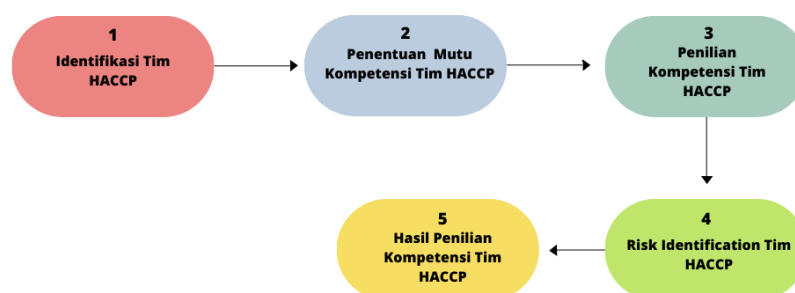 1
Identifikasi Tim
HACCP
2
Penentuan Mutu
Kompetensi Tim HACCP
3
Penilian
Kompetensi Tim
HACCP
4
Risk Identification Tim
HACCP
5
Hasil Penilian
Kompetensi Tim
HACCP